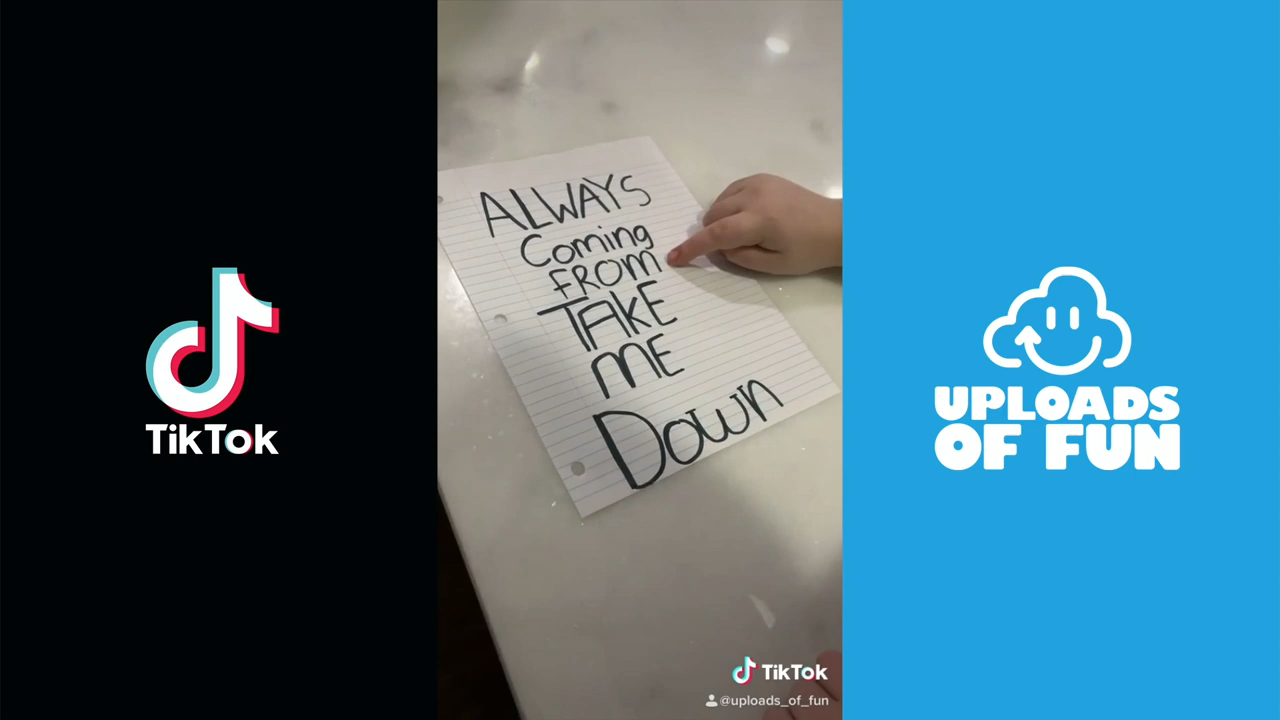 TikTok
ALWAYS
Coming
FROM
TAKE
ME
DOWN
TikTok
@uploads_of_fun
UPLOADS
OF FUN